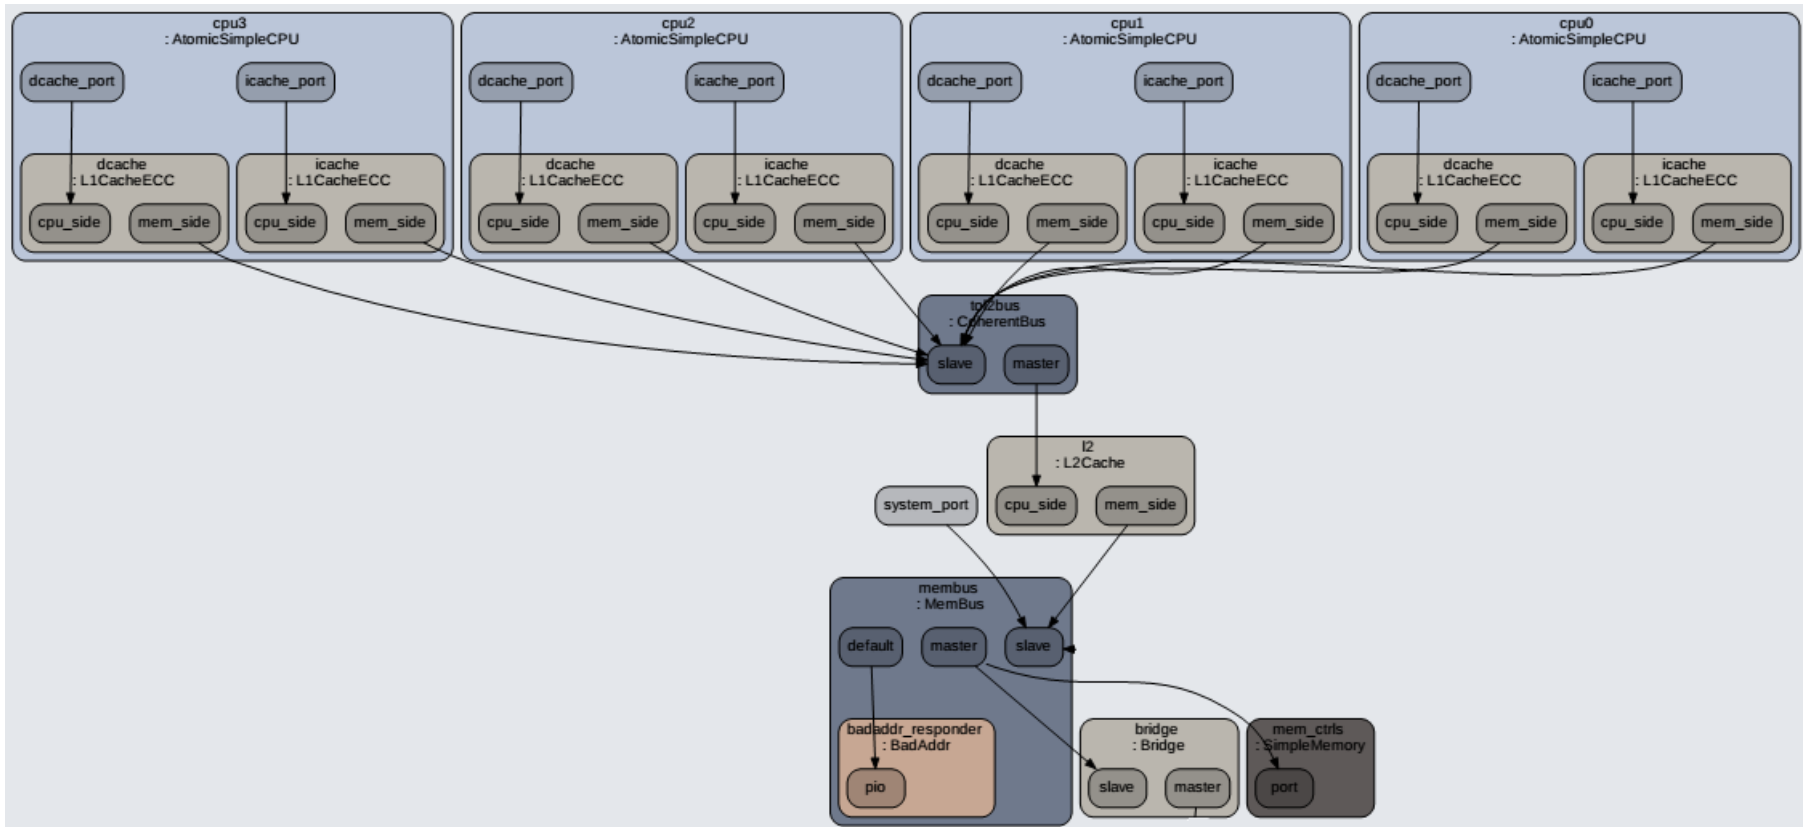 cpu3
: AtomicSimpleCPU
cpu2
: AtomicSimpleCPU
cpu1
: AtomicSimpleCPU
cpu0
: AtomicSimpleCPU
dcache_port
icache_port
dcache_port
icache_port
dcache_port
icache_port
dcache_port
icache_port
dcache
: L1CacheECC
icache
: L1CacheECC
dcache
: L1CacheECC
icache
: L1CacheECC
dcache
: L1CacheECC
icache
: L1CacheECC
dcache
: L1CacheECC
icache
: L1CacheECC
cpu_side
mem_side
cpu_side
mem_side
cpu_side
mem_side
cpu_side
mem_side
cpu_side
mem_side
cpu_side
mem_side
cpu_side
mem_side
cpu_side
mem_side
tol2bus
: CoherentBus
slave
master
l2
: L2Cache
system_port
cpu_side
mem_side
membus
: MemBus
default
master
slave
badaddr_responder
: BadAddr
bridge
: Bridge
mem_ctrls
: SimpleMemory
pio
slave
master
port